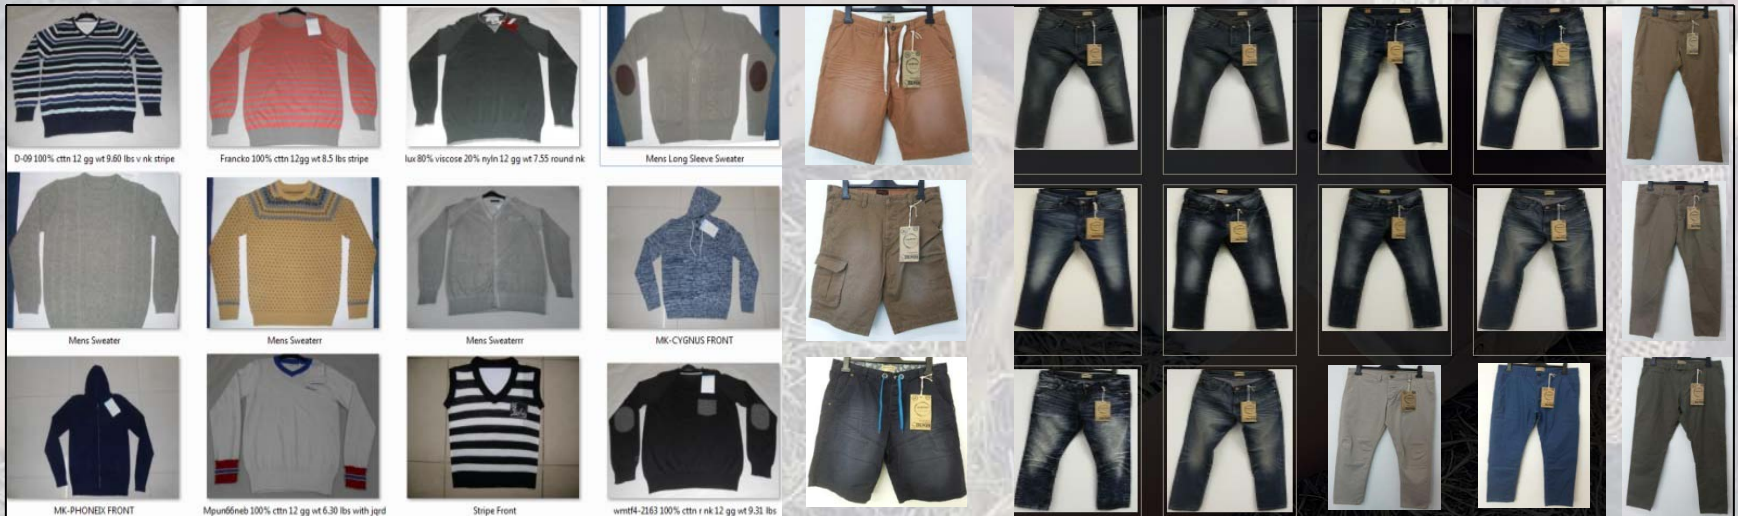 D-09 100% cttn 12 gg wt 9.60 lbs v nk stripe
Francko 100% cttn 12gg wt 8.5 lbs stripe
lux 80% viscose 20% nyln 12 gg wt 7.55 round nk
Mens Long Sleeve Sweater
Mens Sweater
Mens Sweaterr
Mens Sweaterrr
MK-CYGNUS FRONT
MK-PHONEIX FRONT
Mpun66neb 100% cttn 12 gg wt 6.30 lbs with jqrd
Stripe Front
wmtf4-2163 100% cttn r nk 12 gg wt 9.31 lbs